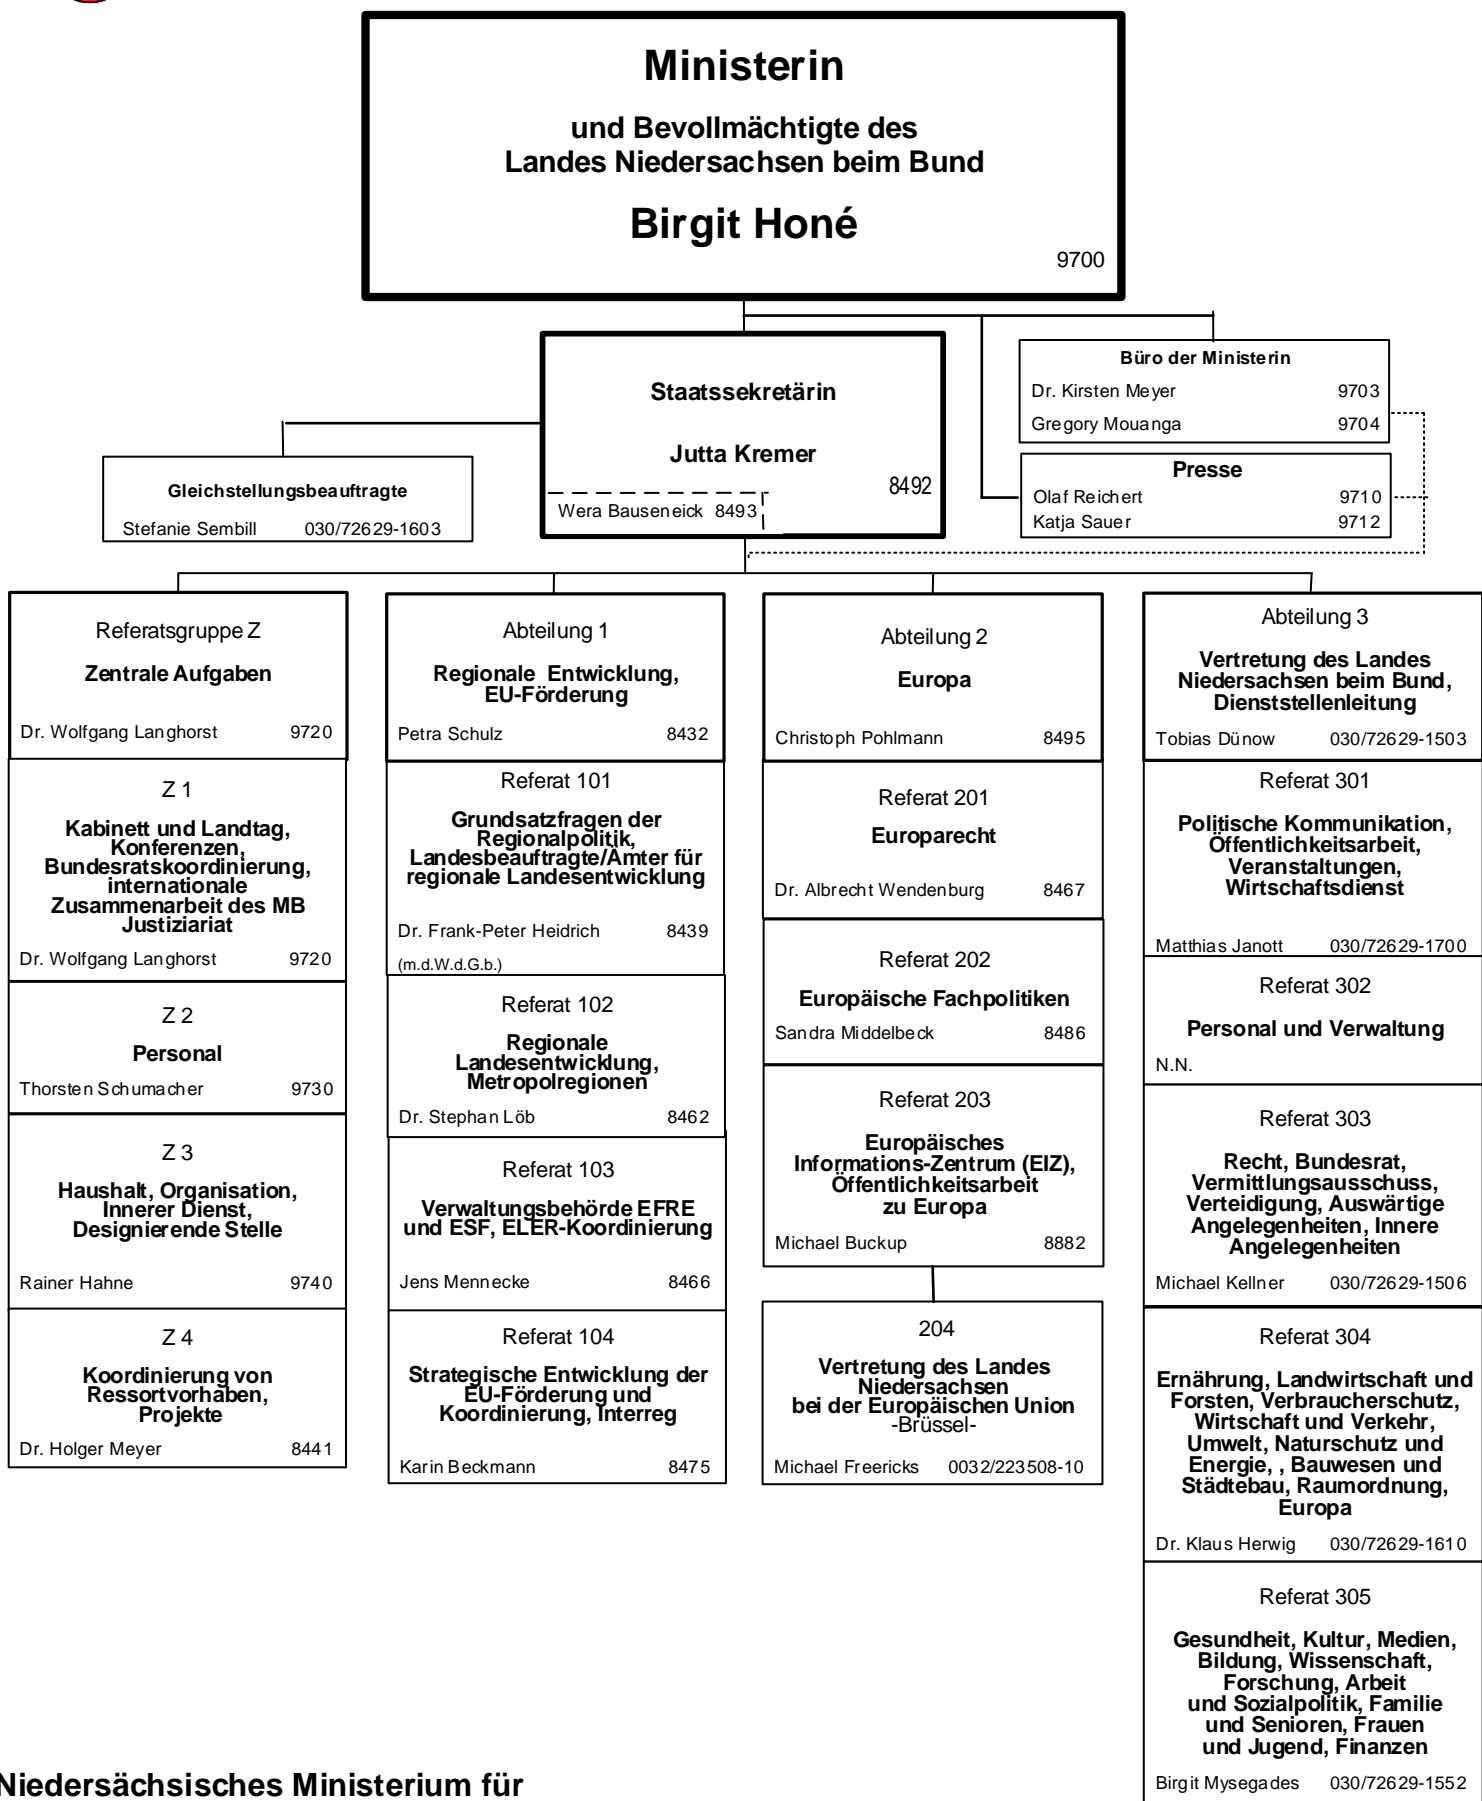 Ministerin
und Bevollmächtigte des
Landes Niedersachsen beim Bund
Birgit Honé
9700
Staatssekretärin
Jutta Kremer
8492
Wera Bauseneick 8493
Büro der Ministerin
Dr. Kirsten Meyer 9703
Gregory Mouanga 9704
Presse
Olaf Reichert 9710
Katja Sauer 9712
Gleichstellungsbeauftragte
Stefanie Sembill 030/72629-1603
Referatsgruppe Z
Zentrale Aufgaben
Dr. Wolfgang Langhorst 9720
Z 1
Kabinett und Landtag,
Konferenzen,
Bundesratskoordinierung,
internationale
Zusammenarbeit des MB
Justiziariat
Dr. Wolfgang Langhorst 9720
Z 2
Personal
Thorsten Schumacher 9730
Z 3
Haushalt, Organisation,
Innerer Dienst,
Designierende Stelle
Rainer Hahne 9740
Z 4
Koordinierung von
Ressortvorhaben,
Projekte
Dr. Holger Meyer 8441
Abteilung 1
Regionale Entwicklung,
EU-Förderung
Petra Schulz 8432
Referat 101
Grundsatzfragen der
Regionalpolitik,
Landesbeauftragte/Ämter für
regionale Landesentwicklung
Dr. Frank-Peter Heidrich 8439
(m.d.W.d.G.b.)
Referat 102
Regionale
Landesentwicklung,
Metropolregionen
Dr. Stephan Löb 8462
Referat 103
Verwaltungsbehörde EFRE
und ESF, ELER-Koordinierung
Jens Mennecke 8466
Referat 104
Strategische Entwicklung der
EU-Förderung und
Koordinierung, Interreg
Karin Beckmann 8475
Abteilung 2
Europa
Christoph Pohlmann 8495
Referat 201
Europarecht
Dr. Albrecht Wendenburg 8467
Referat 202
Europäische Fachpolitiken
Sandra Middelbeck 8486
Referat 203
Europäisches
Informations-Zentrum (EIZ),
Öffentlichkeitsarbeit
zu Europa
Michael Buckup 8882
204
Vertretung des Landes
Niedersachsen
bei der Europäischen Union
-Brüssel-
Michael Freericks 0032/223508-10
Abteilung 3
Vertretung des Landes
Niedersachsen beim Bund,
Dienststellenleitung
Tobias Dünow 030/72629-1503
Referat 301
Politische Kommunikation,
Öffentlichkeitsarbeit,
Veranstaltungen,
Wirtschaftsdienst
Matthias Janott 030/72629-1700
Referat 302
Personal und Verwaltung
N.N.
Referat 303
Recht, Bundesrat,
Vermittlungsausschuss,
Verteidigung, Auswärtige
Angelegenheiten, Innere
Angelegenheiten
Michael Kellner 030/72629-1506
Referat 304
Ernährung, Landwirtschaft und
Forsten, Verbraucherschutz,
Wirtschaft und Verkehr,
Umwelt, Naturschutz und
Energie, , Bauwesen und
Städtebau, Raumordnung,
Europa
Dr. Klaus Herwig 030/72629-1610
Referat 305
Gesundheit, Kultur, Medien,
Bildung, Wissenschaft,
Forschung, Arbeit
und Sozialpolitik, Familie
und Senioren, Frauen
und Jugend, Finanzen
Birgit Mysegades 030/72629-1552
Niedersächsisches Ministerium für